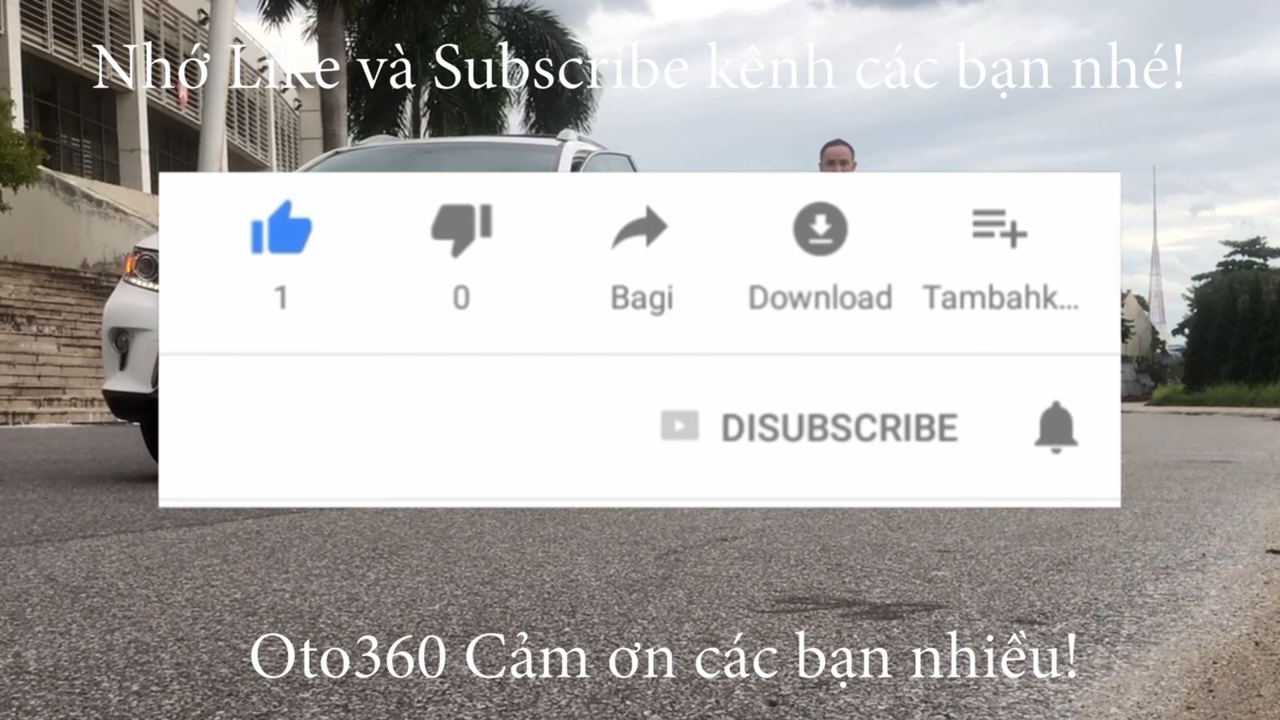 Nhớ Like và Subscribe kênh các bạn nhé!
1 0 Bagi Download Tambahk...
DISUBSCRIBE
Oto360 Cảm ơn các bạn nhiều!